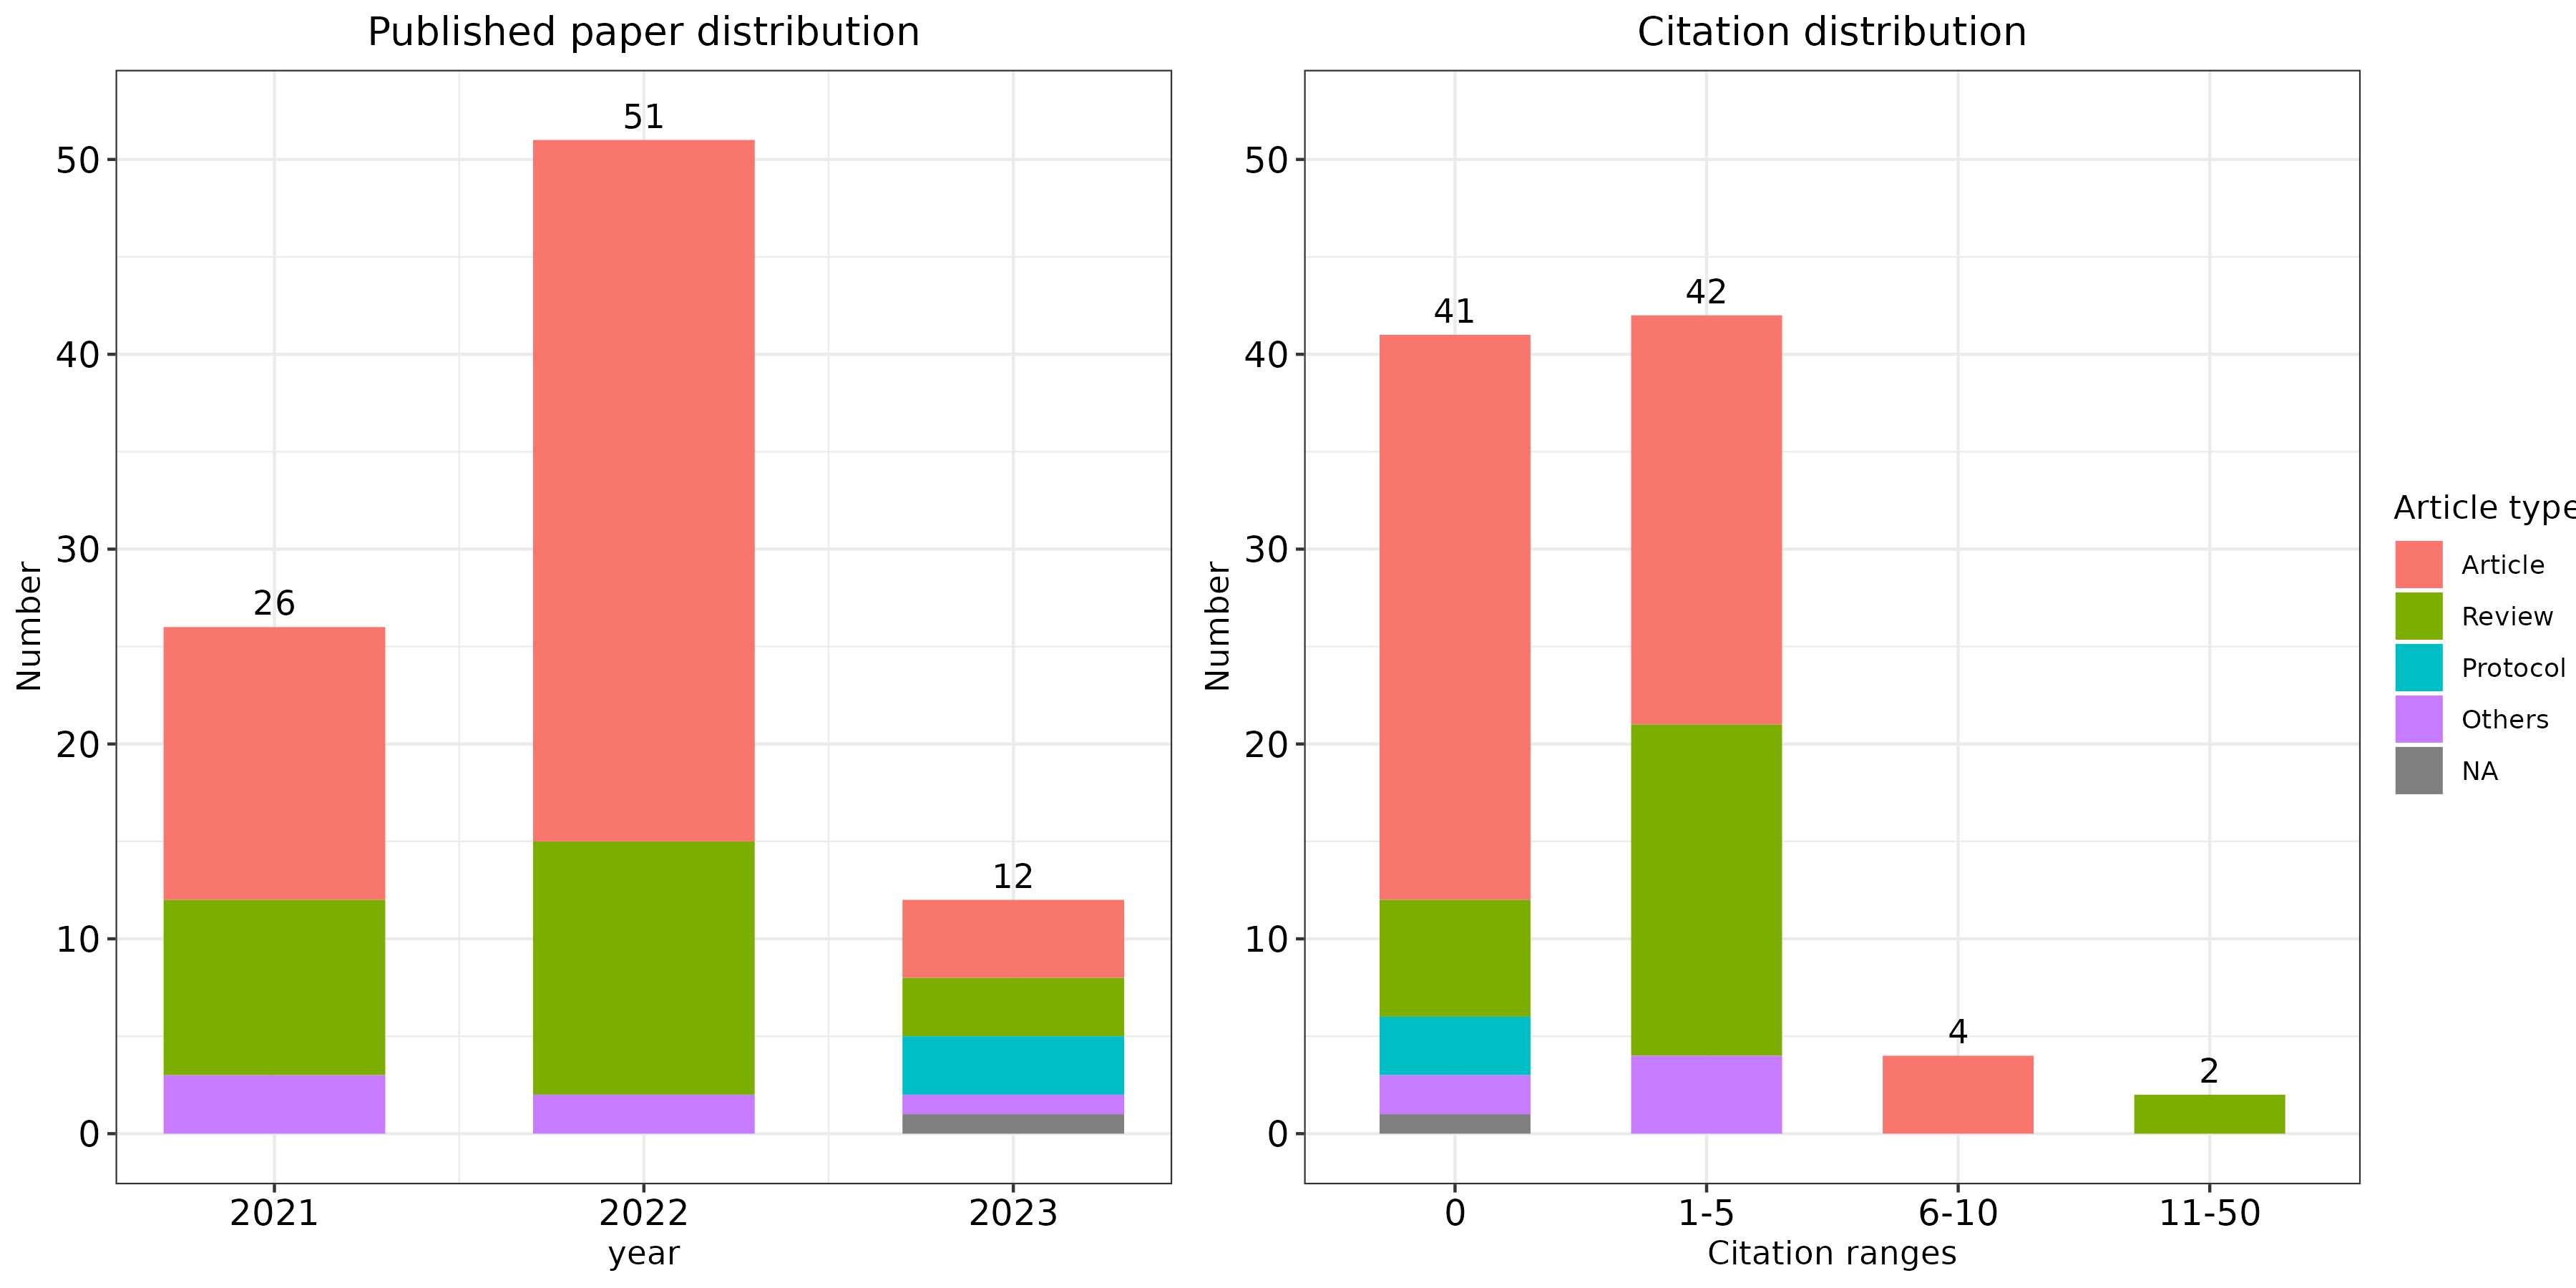 Published paper distribution
Number
50
40
30
20
10
0
26
51
12
2021
2022
2023
year
Citation distribution
Number
50
40
30
20
10
0
41
42
4
2
0
1-5
6-10
11-50
Citation ranges
Article type
Article
Review
Protocol
Others
NA